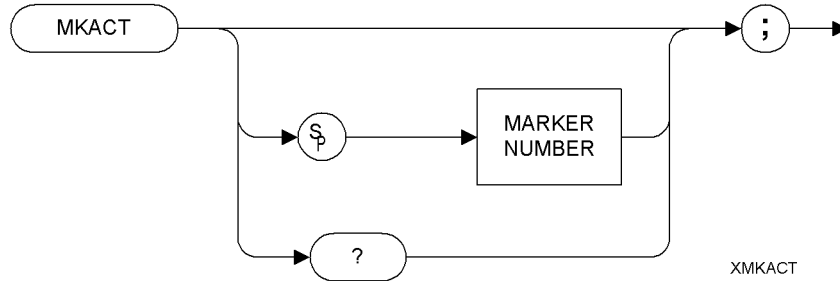 MKACT
;
SP
MARKER
NUMBER
?
XMKACT